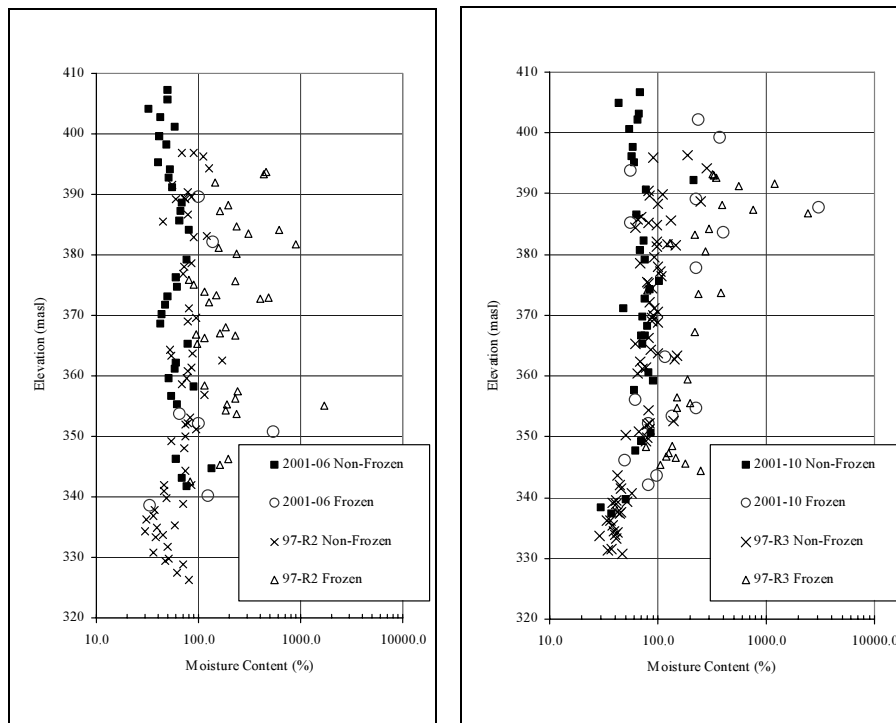 410
400
390
380
370
360
350
340
330
320
Elevation (masl)
10.0 100.0 1000.0 10000.0
Moisture Content (%)
2001-06 Non-Frozen
2001-06 Frozen
97-R2 Non-Frozen
97-R2 Frozen
410
400
390
380
370
360
350
340
330
320
Elevation (masl)
10.0 100.0 1000.0 10000.0
Moisture Content (%)
2001-10 Non-Frozen
2001-10 Frozen
97-R3 Non-Frozen
97-R3 Frozen